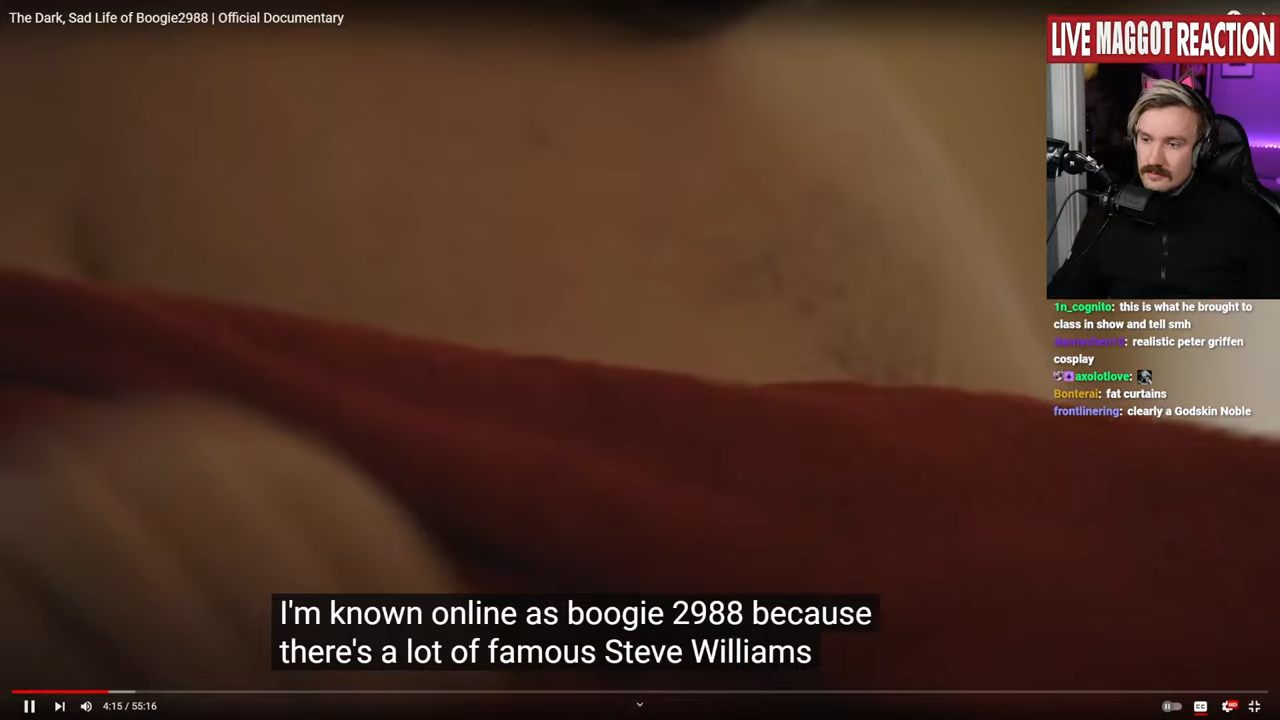 The Dark, Sad Life of Boogie2988 | Official Documentary
LIVE MAGGOT REACTION
1n_cognito: this is what he brought to
class in show and tell smh
: realistic peter griffen
cosplay
axolotlove:
Bonterai: fat curtains
frontlinering: clearly a Godskin Noble
I'm known online as boogie 2988 because
there's a lot of famous Steve Williams
4:15 / 55:16
CC
HD